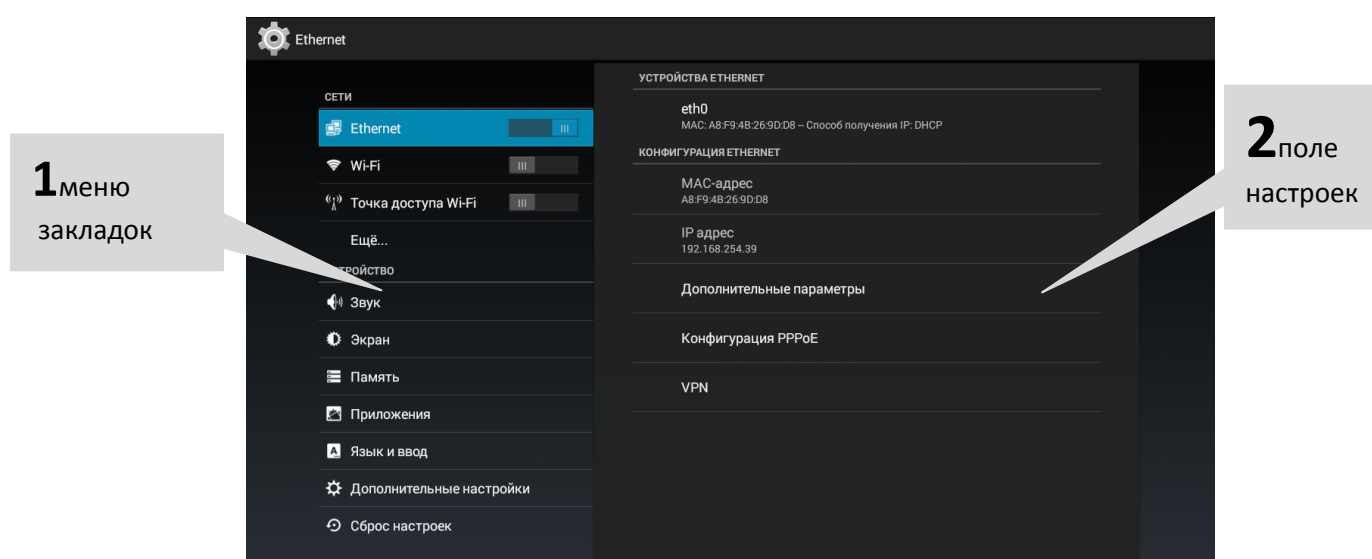 Ethernet
1меню
закладок
СЕТИ
Ethernet
Wi-Fi
Точка доступа Wi-Fi
Ещё...
ТРОЙСТВО
Звук
Экран
Память
Приложения
Язык и ввод
Дополнительные настройки
Сброс настроек
УСТРОЙСТВА ETHERNET
eth0
MAC: A8:F9:4B:26:9D:D8 – Способ получения IP: DHCP
КОНФИГУРАЦИЯ ETHERNET
MAC-адрес
A8:F9:4B:26:9D:D8
IP адрес
192.168.254.39
Дополнительные параметры
Конфигурация PPPoE
VPN
2поле
настроек